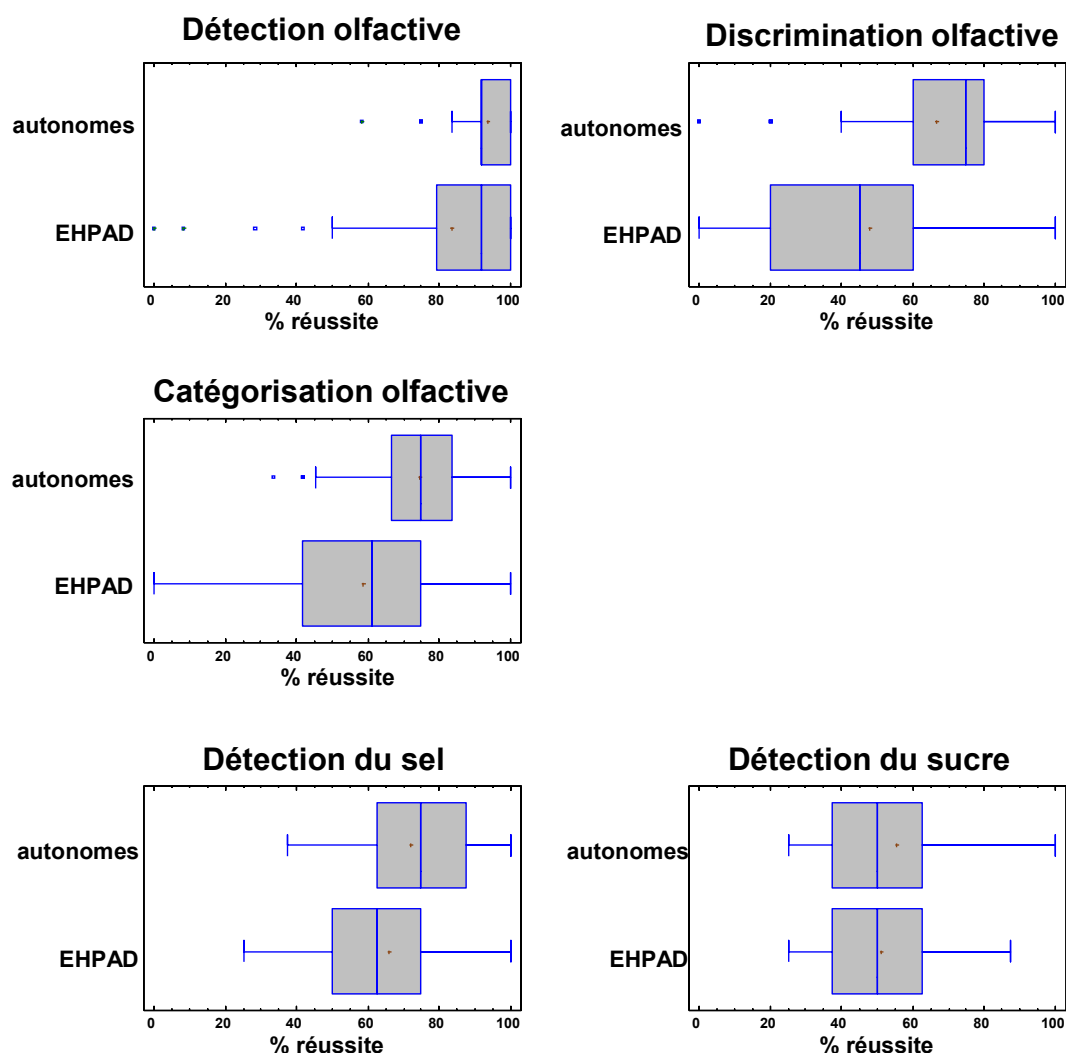 Détection olfactive
autonomes
EHPAD
0 20 40 60 80 100
% réussite
Discrimination olfactive
autonomes
EHPAD
0 20 40 60 80 100
% réussite
Catégorisation olfactive
autonomes
EHPAD
0 20 40 60 80 100
% réussite
Détection du sel
autonomes
EHPAD
0 20 40 60 80 100
% réussite
Détection du sucre
autonomes
EHPAD
0 20 40 60 80 100
% réussite